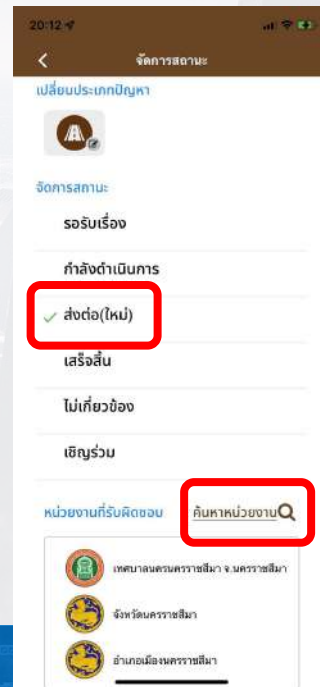 20:12
จัดการสถานะ
เปลี่ยนประเภทปัญหา
จัดการสถานะ
รอรับเรื่อง
กำลังดำเนินการ
ส่งต่อ(ใหม่)
เสร็จสิ้น
ไม่เกี่ยวข้อง
เชิญร่วม
หน่วยงานที่รับผิดชอบ ค้นหาหน่วยงาน
เทศบาลนครนครราชสีมา จ.นครราชสีมา
จังหวัดนครราชสีมา
อำเภอเมืองนครราชสีมา